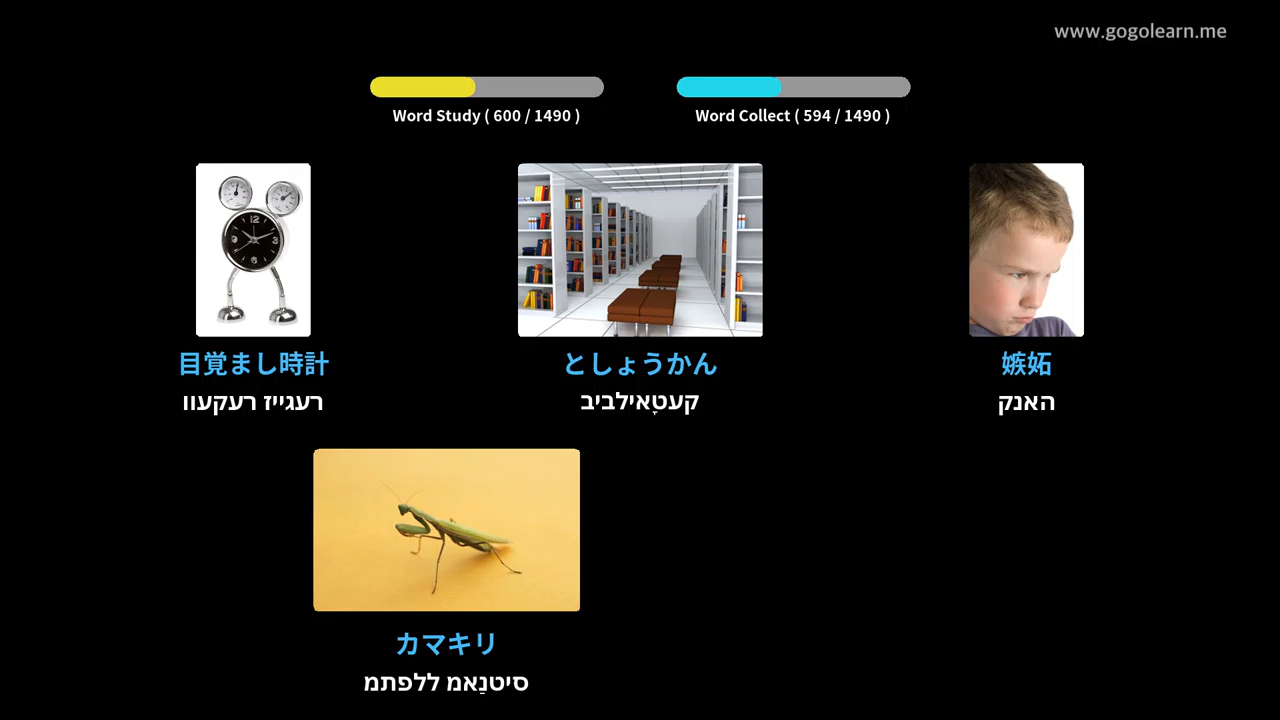 www.gogolearn.me
Word Study ( 600 / 1490 )
Word Collect ( 594 / 1490 )
目覚まし時計
רעגייז רעקעוו
としょうかん
קעטָאילביב
嫉妬
האנק
カマキリ
סיטנַאמ ללפתמ